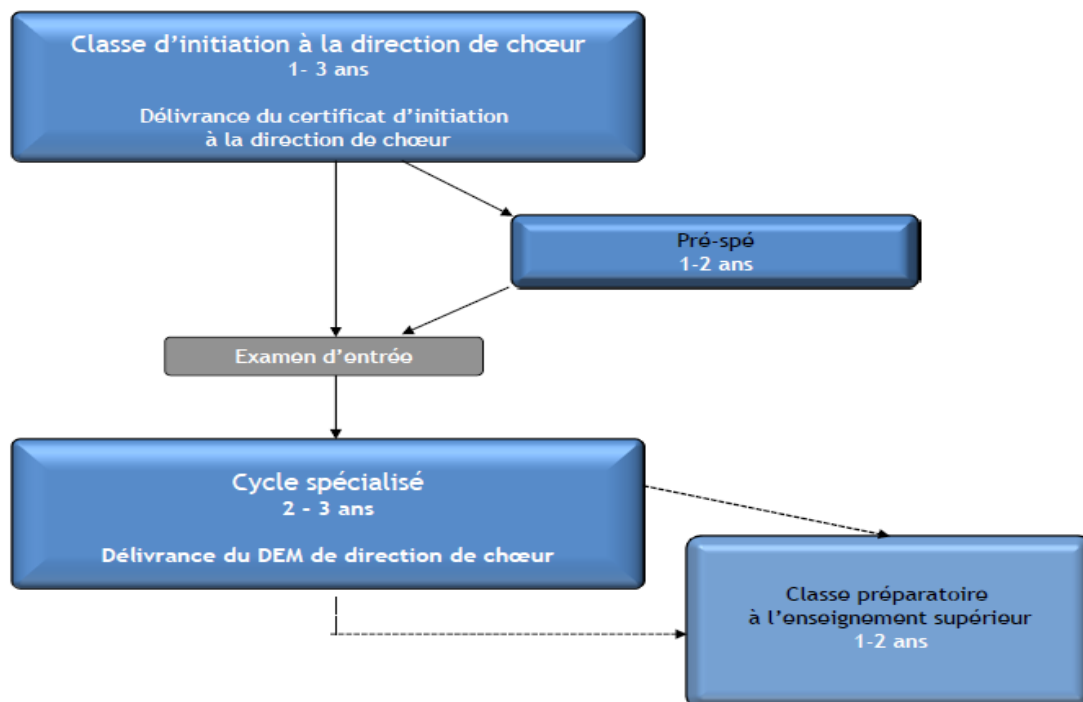 Classe d’initiation à la direction de chœur
1- 3 ans
Délivrance du certificat d’initiation
à la direction de chœur
Pré-spé
1-2 ans
Examen d’entrée
Cycle spécialisé
2 - 3 ans
Délivrance du DEM de direction de chœur
Classe préparatoire
à l’enseignement supérieur
1-2 ans